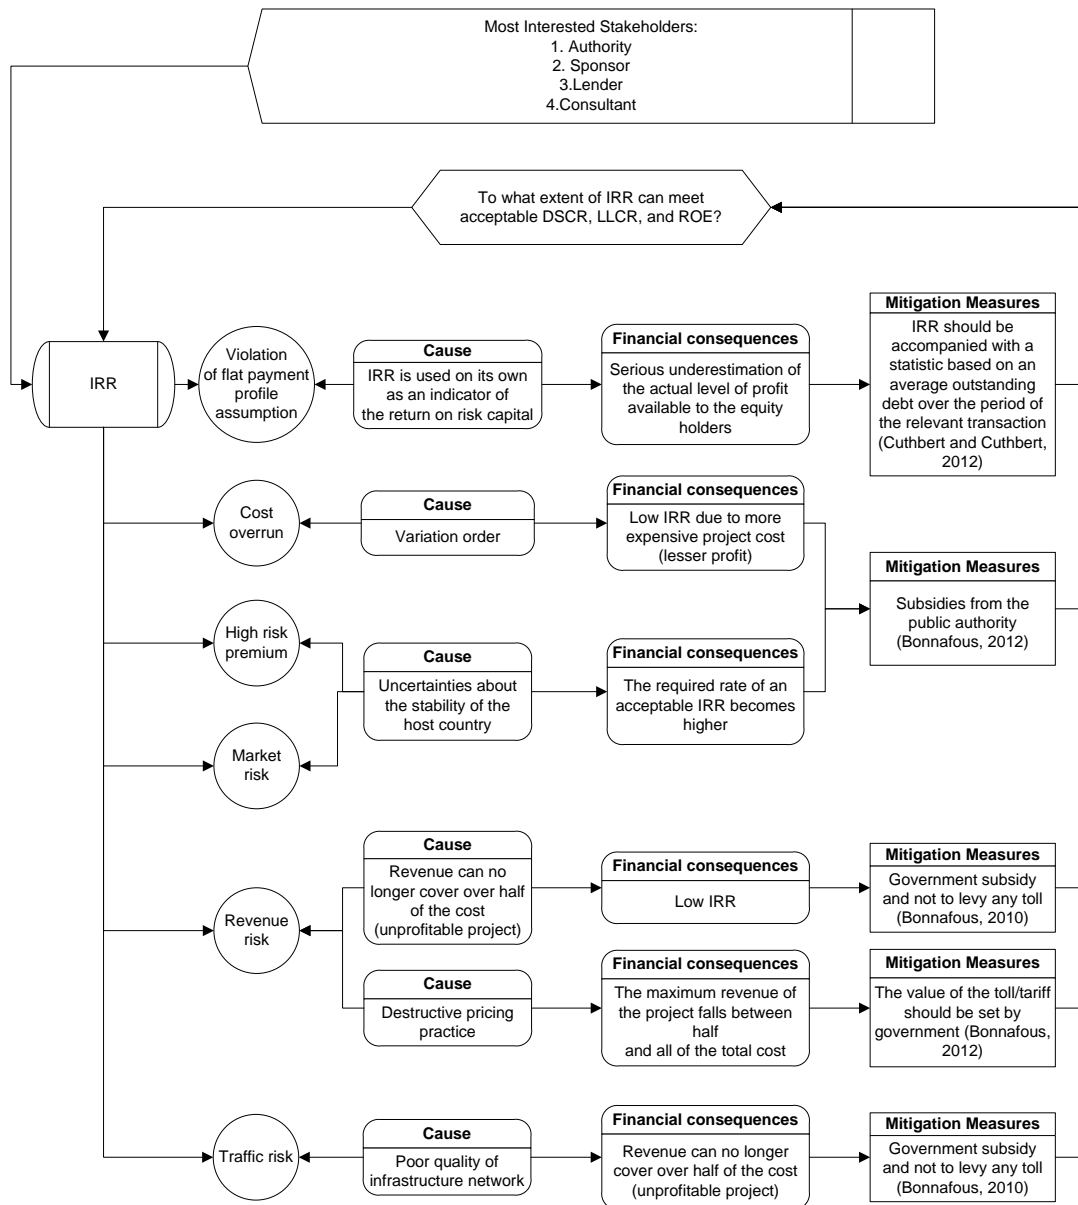 Most Interested Stakeholders:
1. Authority
2. Sponsor
3.Lender
4.Consultant
To what extent of IRR can meet
acceptable DSCR, LLCR, and ROE?
IRR
Violation
of flat payment
profile
assumption
Cause
IRR is used on its own
as an indicator of
the return on risk capital
Financial consequences
Serious underestimation of
the actual level of profit
available to the equity
holders
Mitigation Measures
IRR should be
accompanied with a
statistic based on an
average outstanding
debt over the period of
the relevant transaction
(Cuthbert and Cuthbert,
2012)
Cost
overrun
Cause
Variation order
Financial consequences
Low IRR due to more
expensive project cost
(lesser profit)
Mitigation Measures
Subsidies from the
public authority
(Bonnafous, 2012)
High risk
premium
Cause
Uncertainties about
the stability of the
host country
Financial consequences
The required rate of an
acceptable IRR becomes
higher
Market
risk
Revenue
risk
Cause
Revenue can no
longer cover over half
of the cost
(unprofitable project)
Financial consequences
Low IRR
Mitigation Measures
Government subsidy
and not to levy any toll
(Bonnafous, 2010)
Cause
Destructive pricing
practice
Financial consequences
The maximum revenue of
the project falls between
half
and all of the total cost
Mitigation Measures
The value of the toll/tariff
should be set by
government (Bonnafous,
2012)
Traffic risk
Cause
Poor quality of
infrastructure network
Financial consequences
Revenue can no longer
cover over half of the cost
(unprofitable project)
Mitigation Measures
Government subsidy
and not to levy any toll
(Bonnafous, 2010)